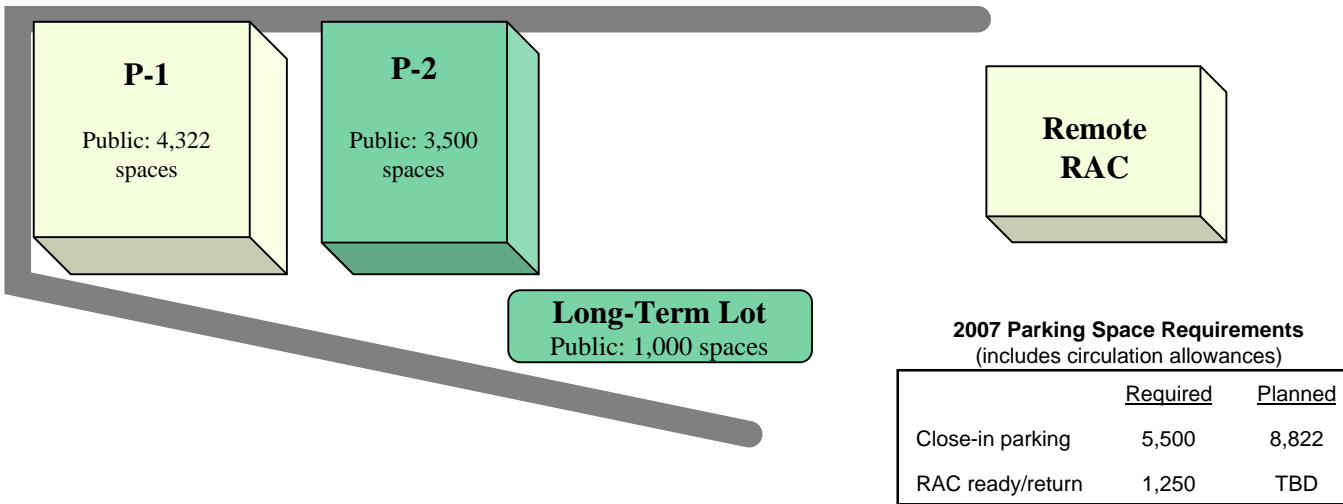 P-1
Public: 4,322
spaces
P-2
Public: 3,500
spaces
Remote
RAC
Long-Term Lot
Public: 1,000 spaces
2007 Parking Space Requirements
(includes circulation allowances)
Required Planned
Close-in parking 5,500 8,822
RAC ready/return 1,250 TBD